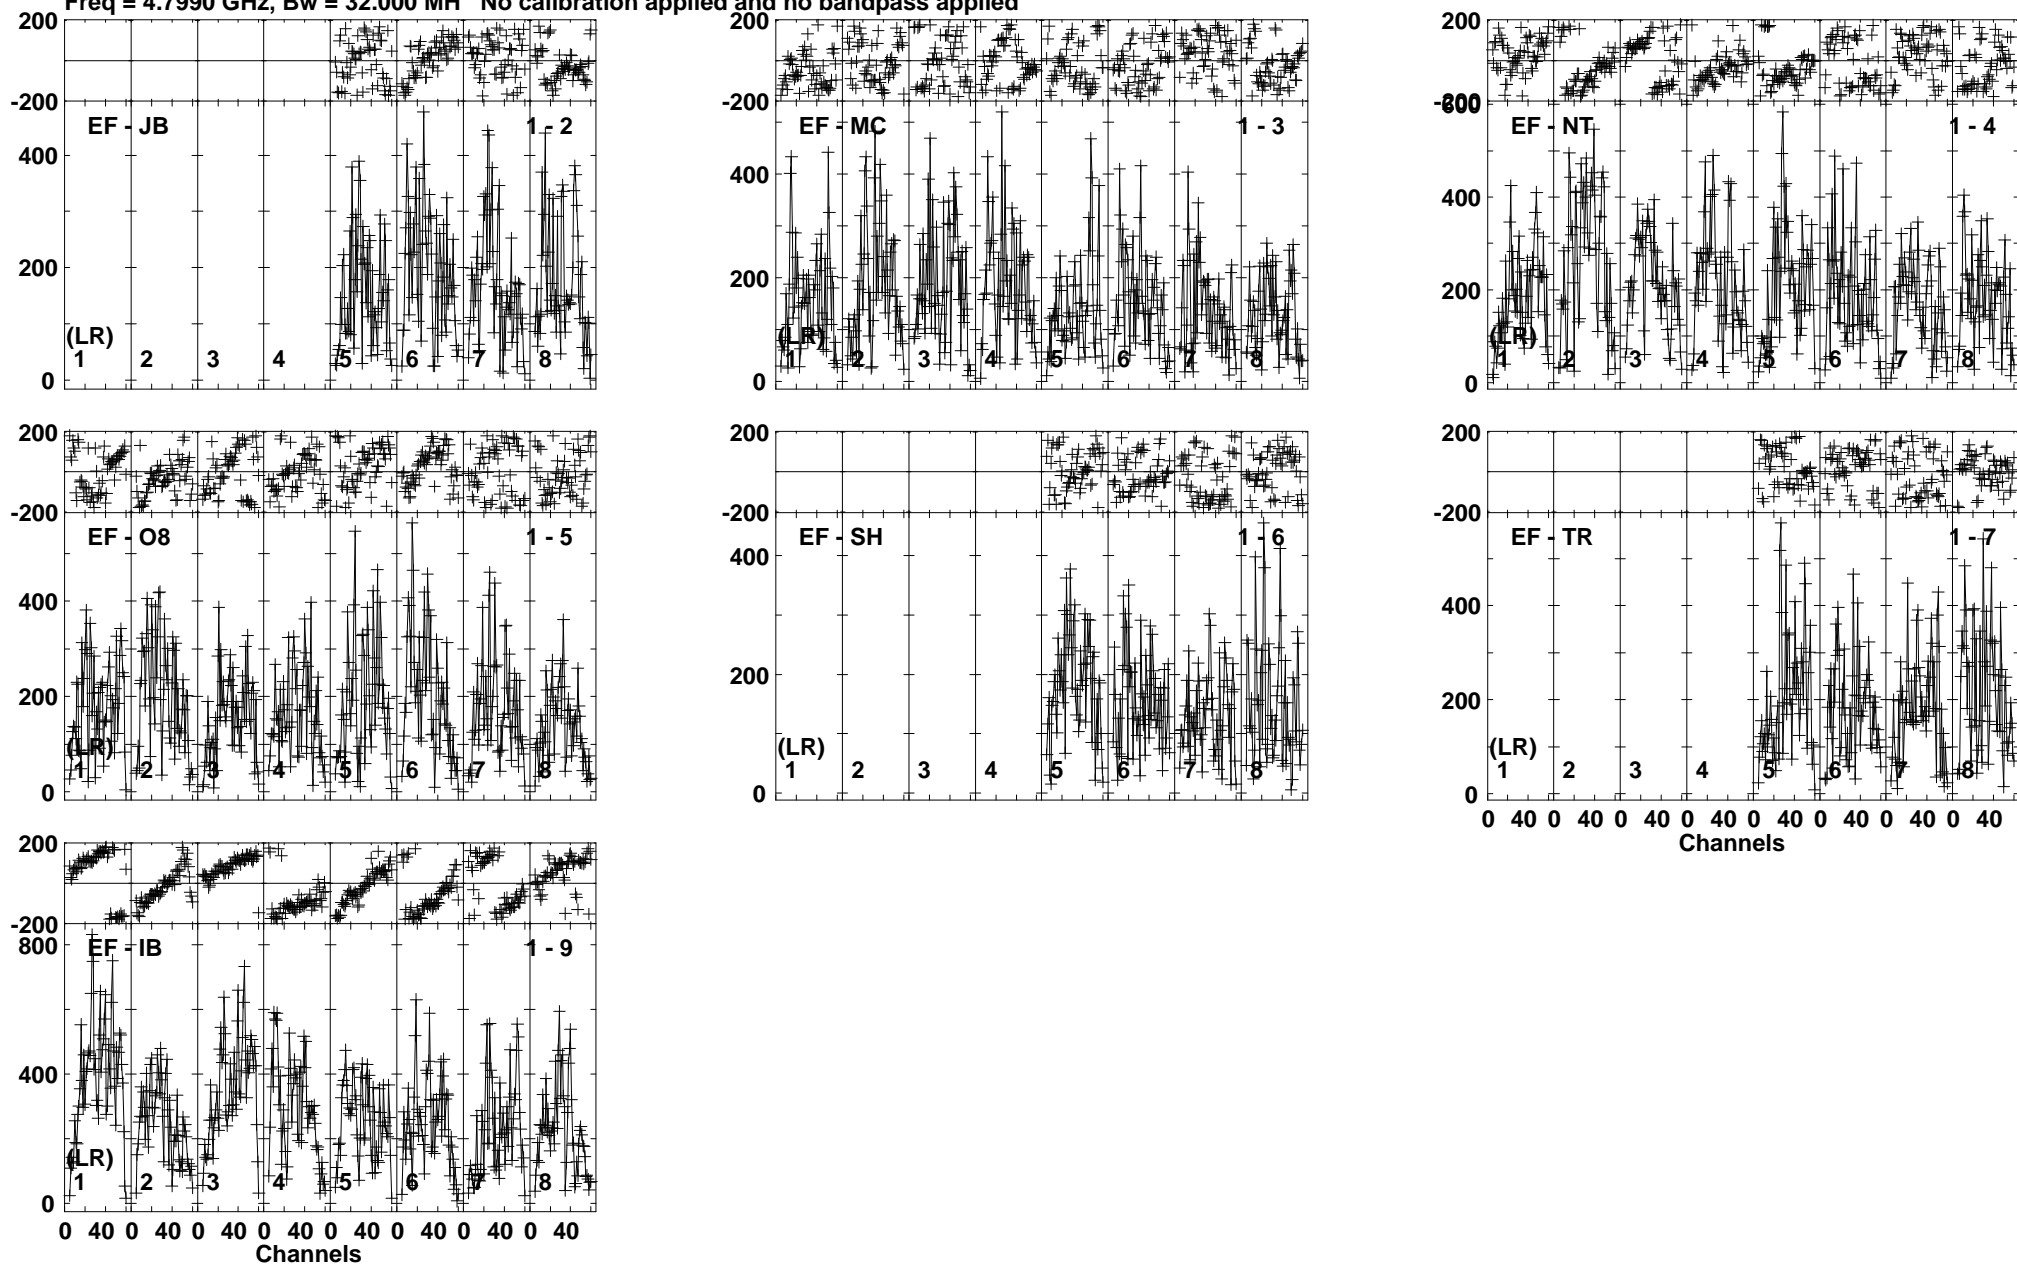 Freq = 4.7990 GHz, Bw = 32.000 MH No calibration applied and no bandpass applied
200 200 200
-200 -200 -200
600
EF - JB 1 - 2 EF - MC 1 - 3 EF - NT 1 - 4
400 400 400
200 200 200
(LR) (LR) (LR)
1 2 3 4 5 6 7 8 1 2 3 4 5 6 7 8 1 2 3 4 5 6 7 8
0 0 0
200 200 200
-200 -200 -200
EF - O8 1 - 5 EF - SH 1 - 6 EF - TR 1 - 7
400 400 400
200 200 200
(LR) (LR) (LR)
1 2 3 4 5 6 7 8 1 2 3 4 5 6 7 8 1 2 3 4 5 6 7 8
0 0 0
0 40 0 40 0 40 0 40 0 40 0 40 0 40 0 40
Channels
200
-200
800
EF - IB 1 - 9
400
(LR)
1 2 3 4 5 6 7 8
0
0 40 0 40 0 40 0 40 0 40 0 40 0 40 0 40
Channels